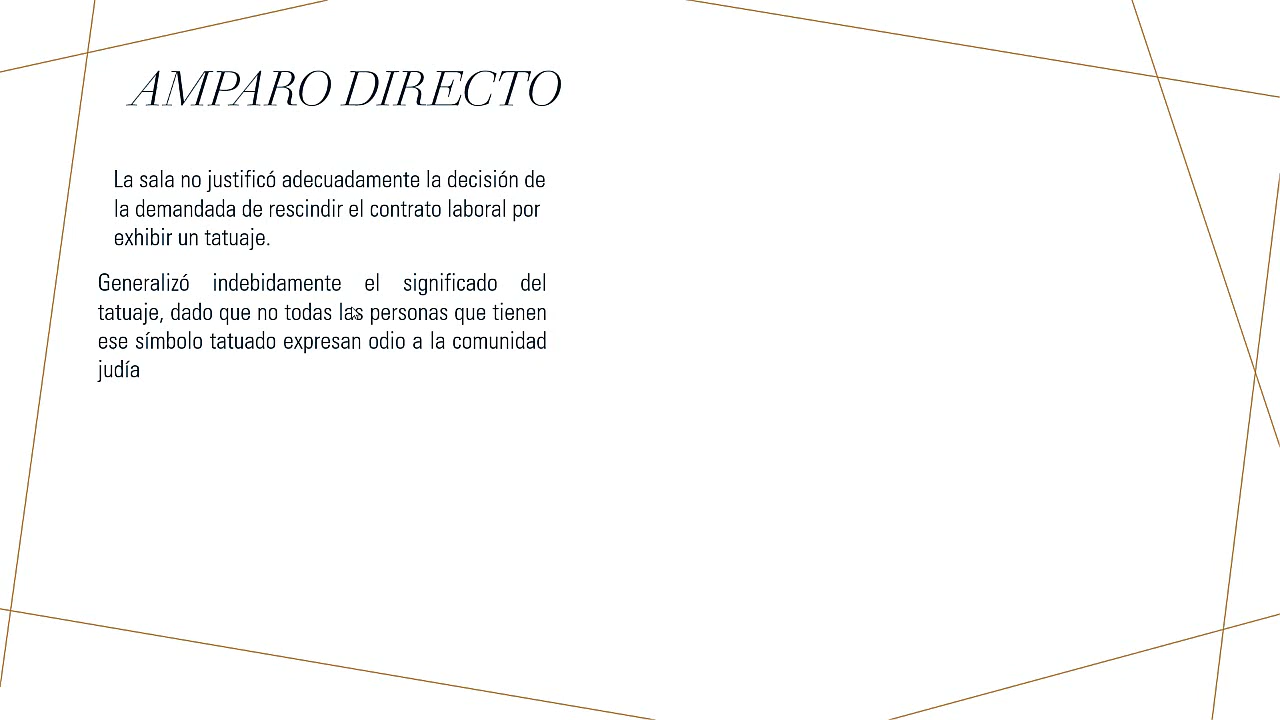 AMPARO DIRECTO
La sala no justificó adecuadamente la decisión de
la demandada de rescindir el contrato laboral por
exhibir un tatuaje.
Generalizó indebidamente el significado del
tatuaje, dado que no todas las personas que tienen
ese símbolo tatuado expresan odio a la comunidad
judía